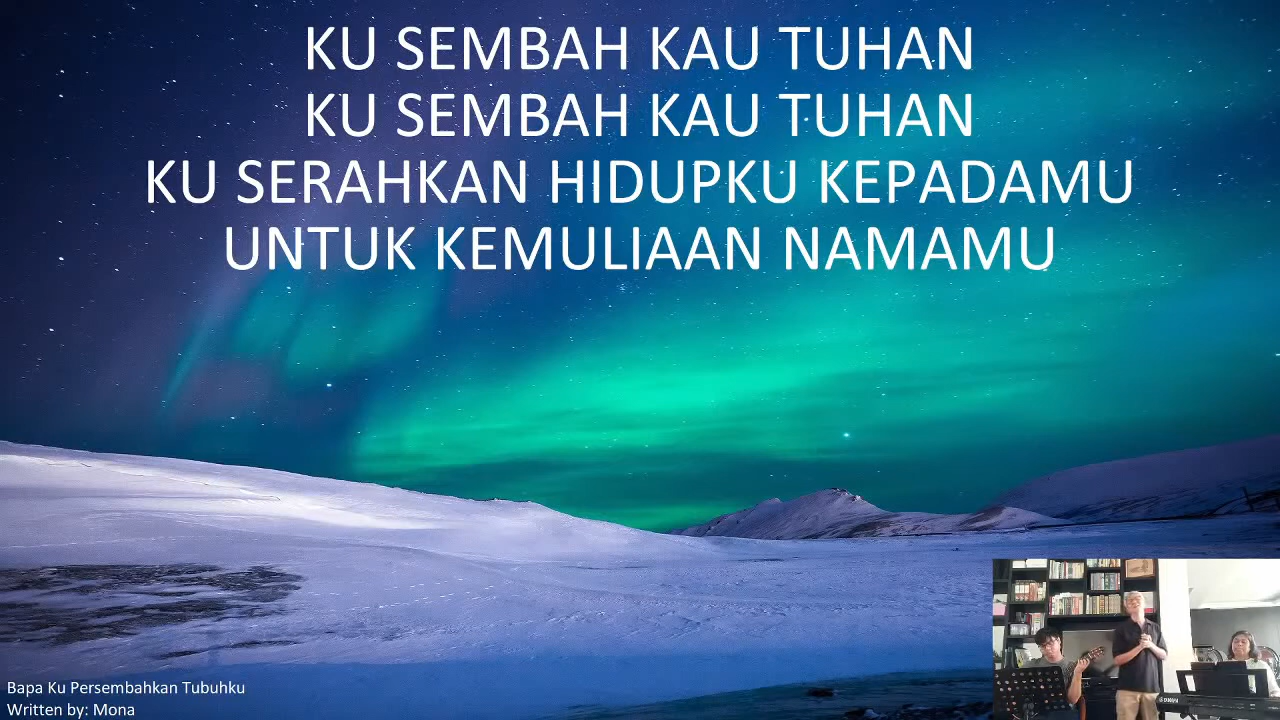 KU SEMBAH KAU TUHAN
KU SEMBAH KAU TUHAN
KU SERAHKAN HIDUPKU KEPADAMU
UNTUK KEMULIAAN NAMAMU
Bapa Ku Persembahkan Tubuhku
Written by: Mona